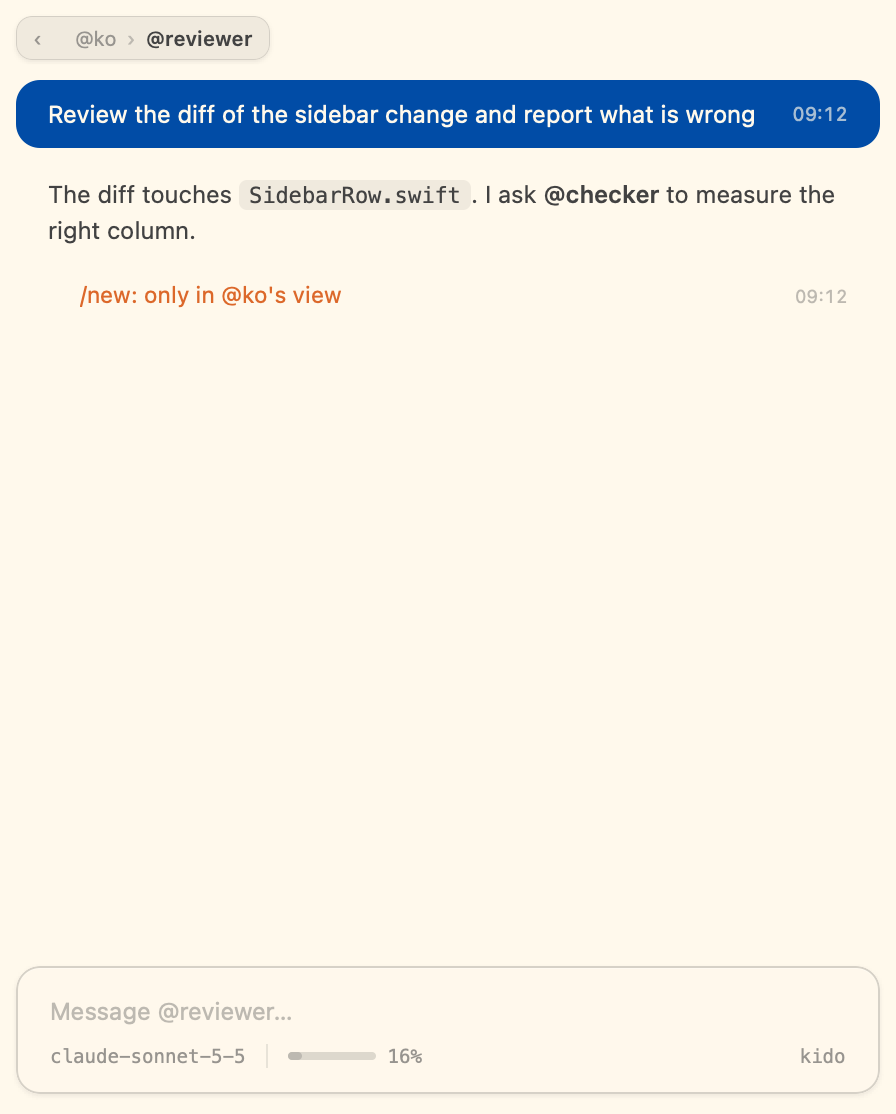 ‹ @ko › @reviewer
Review the diff of the sidebar change and report what is wrong 09:12
The diff touches SidebarRow.swift. I ask @checker to measure the
right column.
/new: only in @ko's view 09:12
Message @reviewer…
claude-sonnet-5-5 16% kido